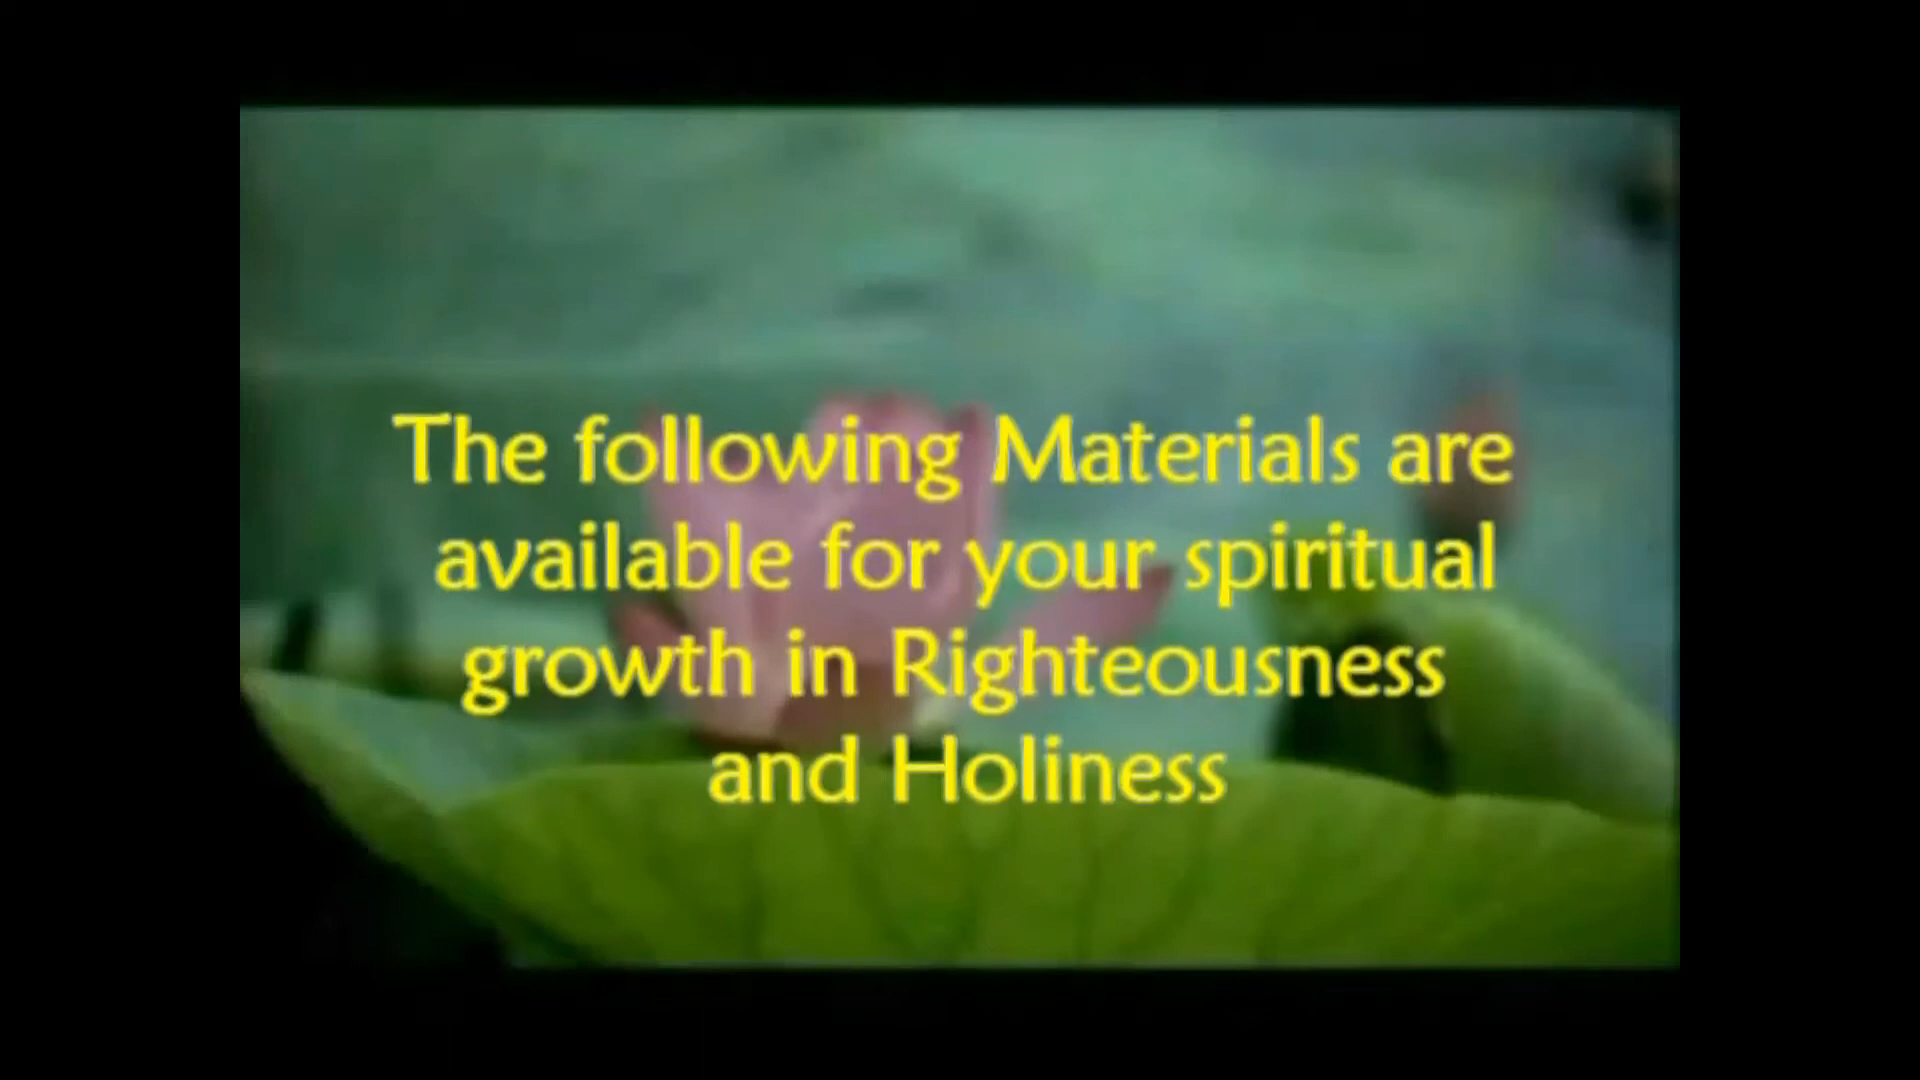 The following Materials are
available for your spiritual
growth in Righteousness
and Holiness